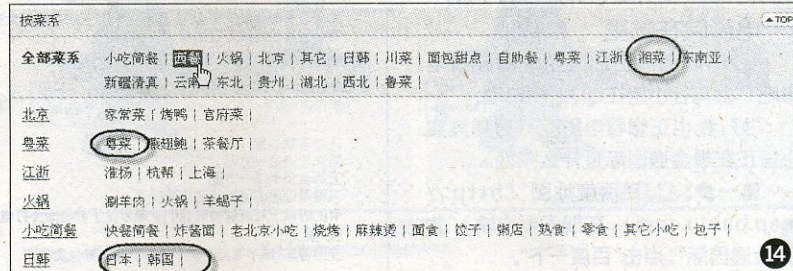 按菜系
▲TOP
全部菜系 小吃简餐 | 西餐 | 火锅 | 北京 | 其它 | 日韩 | 川菜 | 面包甜点 | 自助餐 | 粤菜 | 江浙 | 湘菜 | 东南亚 |
新疆清真 | 云南 | 东北 | 贵州 | 湖北 | 西北 | 鲁菜 |
北京 家常菜 | 烤鸭 | 官府菜 |
粤菜 粤菜 | 燕翅鲍 | 茶餐厅 |
江浙 淮扬 | 杭帮 | 上海 |
火锅 涮羊肉 | 火锅 | 羊蝎子 |
小吃简餐 快餐简餐 | 炸酱面 | 老北京小吃 | 烧烤 | 麻辣烫 | 面食 | 饺子 | 粥店 | 熟食 | 零食 | 其它小吃 | 包子 |
日韩 日本 | 韩国 |
14